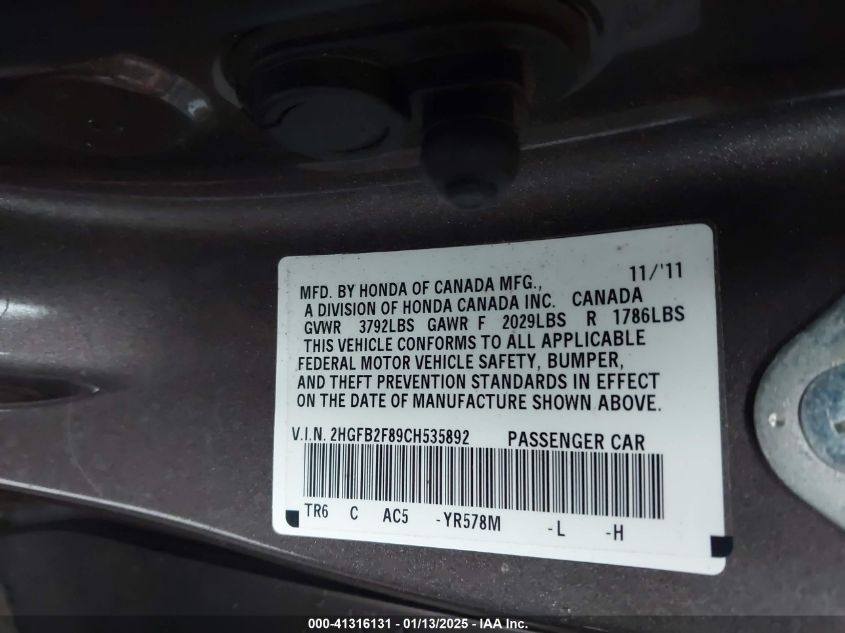 MFD. BY HONDA OF CANADA MFG., 11/'11
A DIVISION OF HONDA CANADA INC. CANADA
GVWR 3792LBS GAWR F 2029LBS R 1786LBS
THIS VEHICLE CONFORMS TO ALL APPLICABLE
FEDERAL MOTOR VEHICLE SAFETY, BUMPER,
AND THEFT PREVENTION STANDARDS IN EFFECT
ON THE DATE OF MANUFACTURE SHOWN ABOVE.
V.I.N. 2HGFB2F89CH535892 PASSENGER CAR
TR6 C AC5 -YR578M -L -H
000-41316131 - 01/13/2025 - IAA Inc.